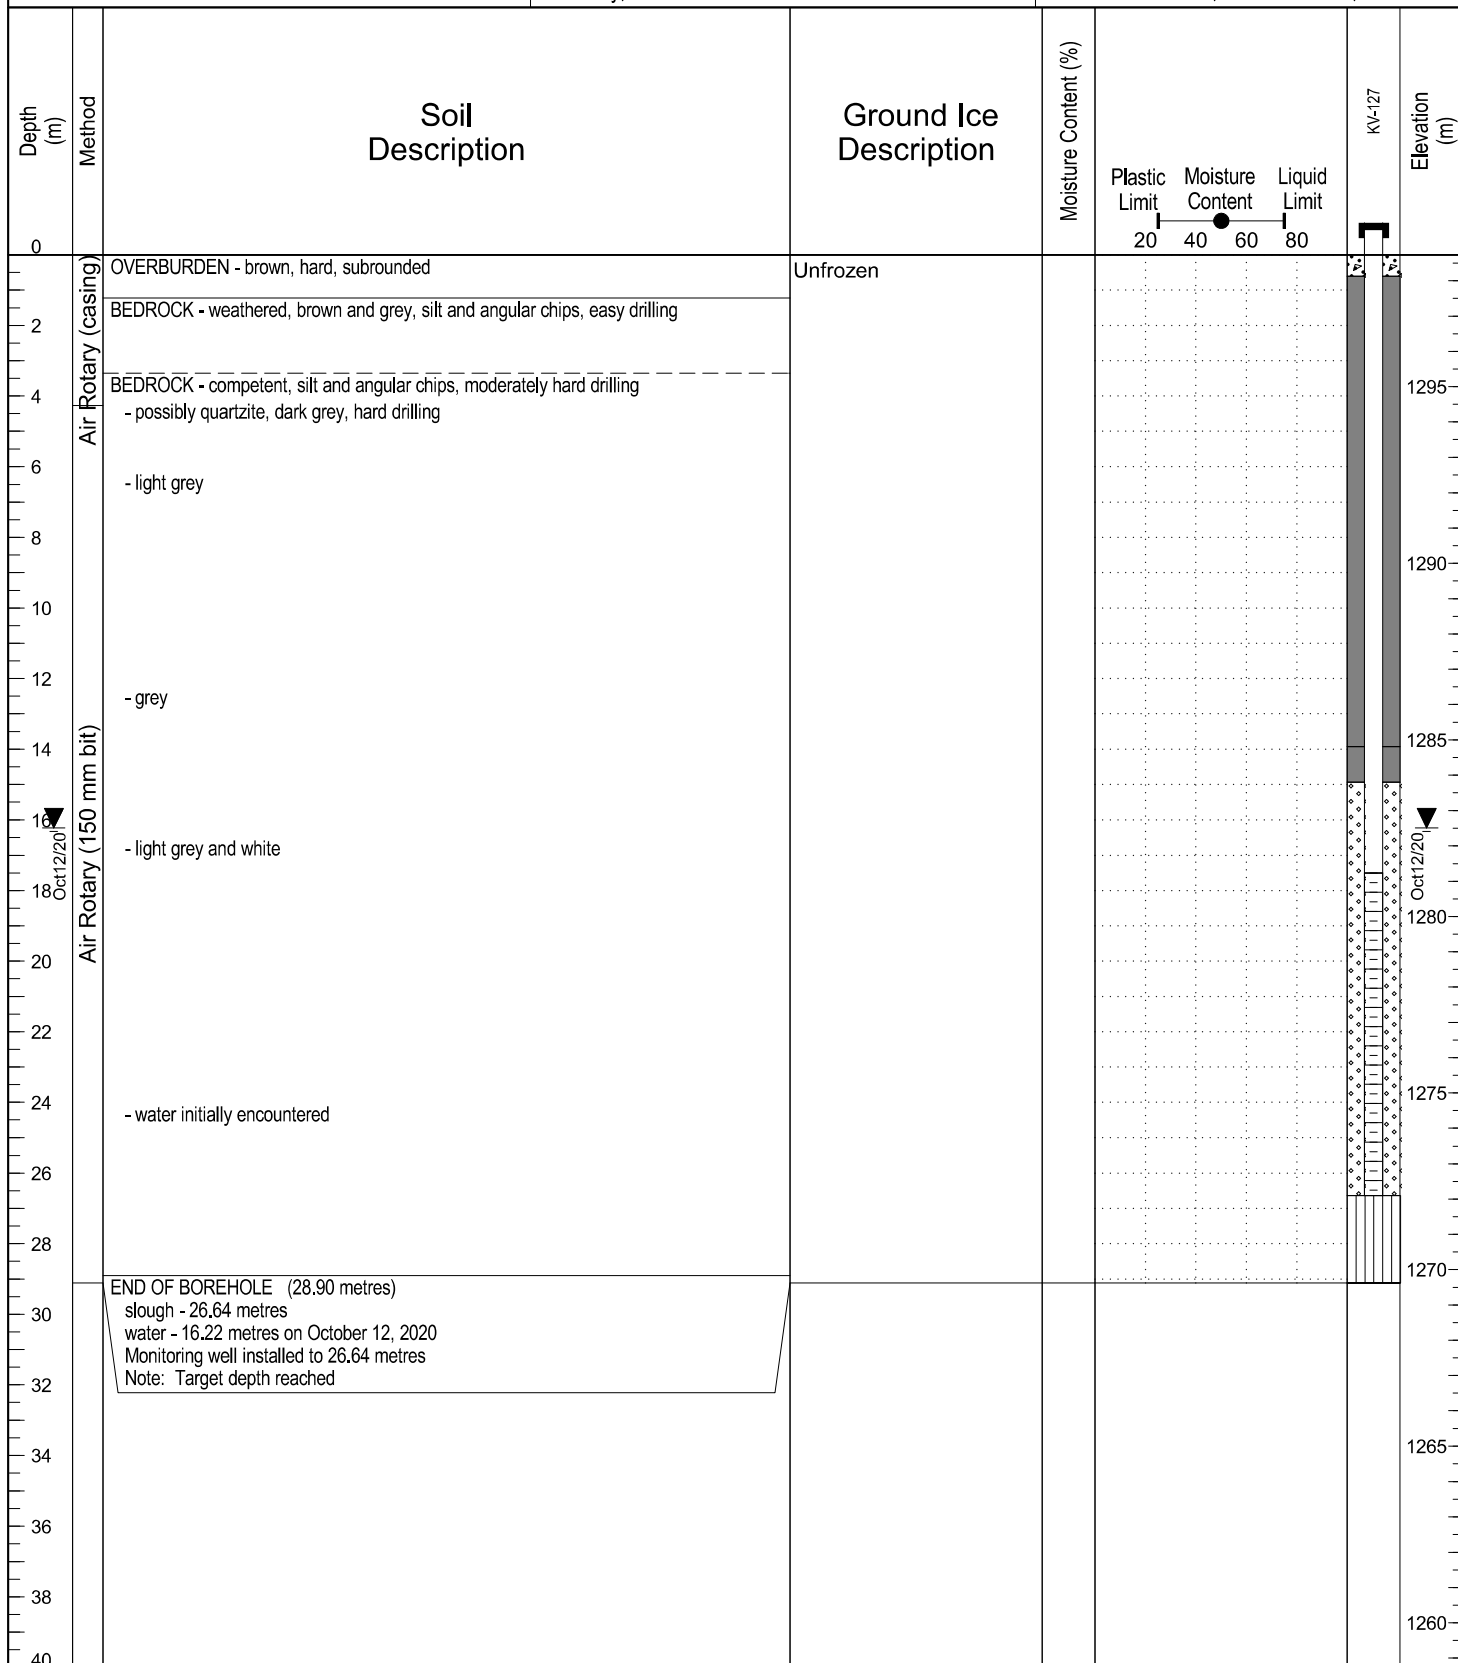 Depth
(m)
Method
Soil
Description
Ground Ice
Description
Moisture Content (%)
Plastic
Limit
Moisture
Content
Liquid
Limit
20 40 60 80
KV-127
Elevation
(m)
0
2
4
6
8
10
12
14
16
18
20
22
24
26
28
30
32
34
36
38
40
Oct12/20
Air Rotary (casing)
Air Rotary (150 mm bit)
OVERBURDEN - brown, hard, subrounded
BEDROCK - weathered, brown and grey, silt and angular chips, easy drilling
BEDROCK - competent, silt and angular chips, moderately hard drilling
- possibly quartzite, dark grey, hard drilling
- light grey
- grey
- light grey and white
- water initially encountered
END OF BOREHOLE (28.90 metres)
slough - 26.64 metres
water - 16.22 metres on October 12, 2020
Monitoring well installed to 26.64 metres
Note: Target depth reached
Unfrozen
1295
1290
1285
Oct12/20
1280
1275
1270
1265
1260